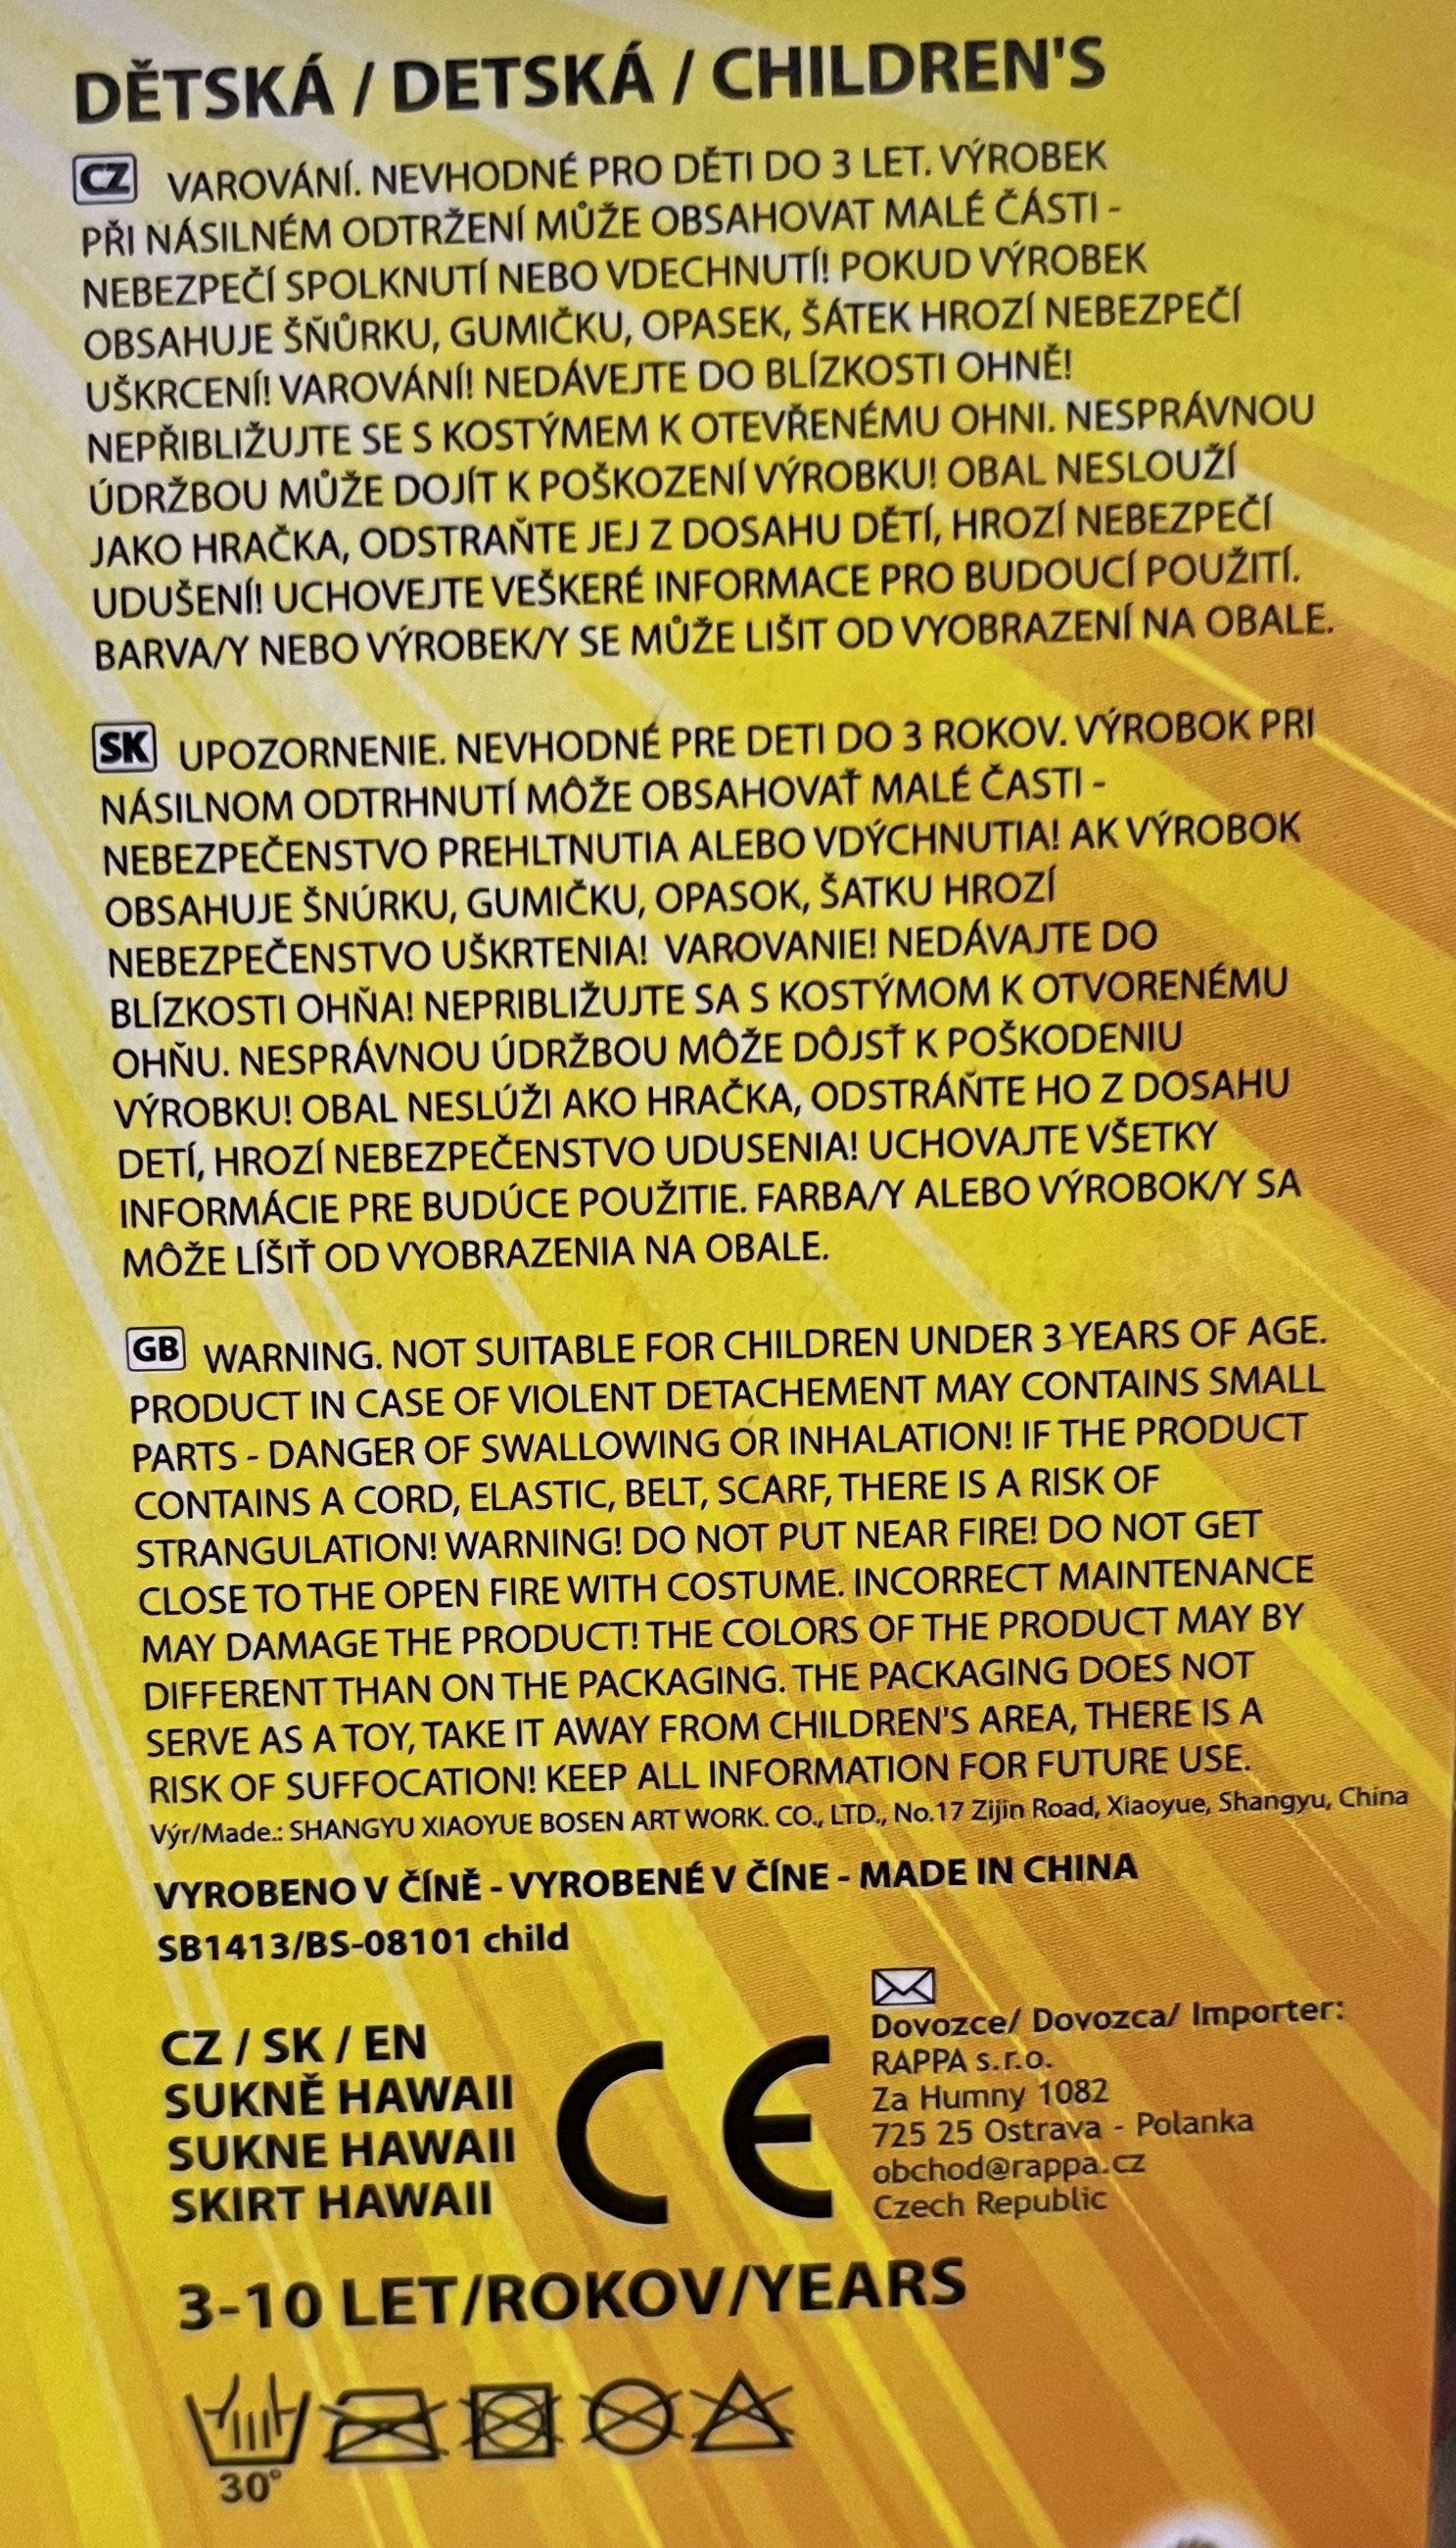 DĚTSKÁ / DETSKÁ / CHILDREN'S
CZ VAROVÁNÍ. NEVHODNÉ PRO DĚTI DO 3 LET. VÝROBEK
PŘI NÁSILNÉM ODTRŽENÍ MŮŽE OBSAHOVAT MALÉ ČÁSTI -
NEBEZPEČÍ SPOLKNUTÍ NEBO VDECHNUTÍ! POKUD VÝROBEK
OBSAHUJE ŠŇŮRKU, GUMIČKU, OPASEK, ŠÁTEK HROZÍ NEBEZPEČÍ
UŠKRCENÍ! VAROVÁNÍ! NEDÁVEJTE DO BLÍZKOSTI OHNĚ!
NEPŘIBLIŽUJTE SE S KOSTÝMEM K OTEVŘENÉMU OHNI. NESPRÁVNOU
ÚDRŽBOU MŮŽE DOJÍT K POŠKOZENÍ VÝROBKU! OBAL NESLOUŽÍ
JAKO HRAČKA, ODSTRAŇTE JEJ Z DOSAHU DĚTÍ, HROZÍ NEBEZPEČÍ
UDUŠENÍ! UCHOVEJTE VEŠKERÉ INFORMACE PRO BUDOUCÍ POUŽITÍ.
BARVA/Y NEBO VÝROBEK/Y SE MŮŽE LIŠIT OD VYOBRAZENÍ NA OBALE.
SK UPOZORNENIE. NEVHODNÉ PRE DETI DO 3 ROKOV. VÝROBOK PRI
NÁSILNOM ODTRHNUTÍ MÔŽE OBSAHOVAŤ MALÉ ČASTI -
NEBEZPEČENSTVO PREHLTNUTIA ALEBO VDÝCHNUTIA! AK VÝROBOK
OBSAHUJE ŠNÚRKU, GUMIČKU, OPASOK, ŠATKU HROZÍ
NEBEZPEČENSTVO UŠKRTENIA! VAROVANIE! NEDÁVAJTE DO
BLÍZKOSTI OHŇA! NEPRIBLIŽUJTE SA S KOSTÝMOM K OTVORENÉMU
OHŇU. NESPRÁVNOU ÚDRŽBOU MÔŽE DÔJSŤ K POŠKODENIU
VÝROBKU! OBAL NESLÚŽI AKO HRAČKA, ODSTRÁŇTE HO Z DOSAHU
DETÍ, HROZÍ NEBEZPEČENSTVO UDUSENIA! UCHOVAJTE VŠETKY
INFORMÁCIE PRE BUDÚCE POUŽITIE. FARBA/Y ALEBO VÝROBOK/Y SA
MÔŽE LÍŠIŤ OD VYOBRAZENIA NA OBALE.
GB WARNING. NOT SUITABLE FOR CHILDREN UNDER 3 YEARS OF AGE.
PRODUCT IN CASE OF VIOLENT DETACHEMENT MAY CONTAINS SMALL
PARTS - DANGER OF SWALLOWING OR INHALATION! IF THE PRODUCT
CONTAINS A CORD, ELASTIC, BELT, SCARF, THERE IS A RISK OF
STRANGULATION! WARNING! DO NOT PUT NEAR FIRE! DO NOT GET
CLOSE TO THE OPEN FIRE WITH COSTUME. INCORRECT MAINTENANCE
MAY DAMAGE THE PRODUCT! THE COLORS OF THE PRODUCT MAY BY
DIFFERENT THAN ON THE PACKAGING. THE PACKAGING DOES NOT
SERVE AS A TOY, TAKE IT AWAY FROM CHILDREN'S AREA, THERE IS A
RISK OF SUFFOCATION! KEEP ALL INFORMATION FOR FUTURE USE.
Výr/Made.: SHANGYU XIAOYUE BOSEN ART WORK. CO., LTD., No.17 Zijin Road, Xiaoyue, Shangyu, China
VYROBENO V ČÍNĚ - VYROBENÉ V ČÍNE - MADE IN CHINA
SB1413/BS-08101 child
CZ / SK / EN
SUKNĚ HAWAII
SUKNE HAWAII
SKIRT HAWAII
CE
Dovozce/ Dovozca/ Importer:
RAPPA s.r.o.
Za Humny 1082
725 25 Ostrava - Polanka
obchod@rappa.cz
Czech Republic
3-10 LET/ROKOV/YEARS
30°